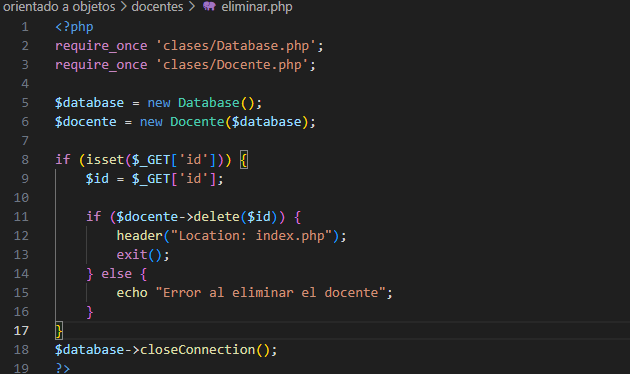 orientado a objetos > docentes > eliminar.php
1 <?php
2 require_once 'clases/Database.php';
3 require_once 'clases/Docente.php';
4
5 $database = new Database();
6 $docente = new Docente($database);
7
8 if (isset($_GET['id'])) {
9     $id = $_GET['id'];
10
11     if ($docente->delete($id)) {
12         header("Location: index.php");
13         exit();
14     } else {
15         echo "Error al eliminar el docente";
16     }
17 }
18 $database->closeConnection();
19 ?>